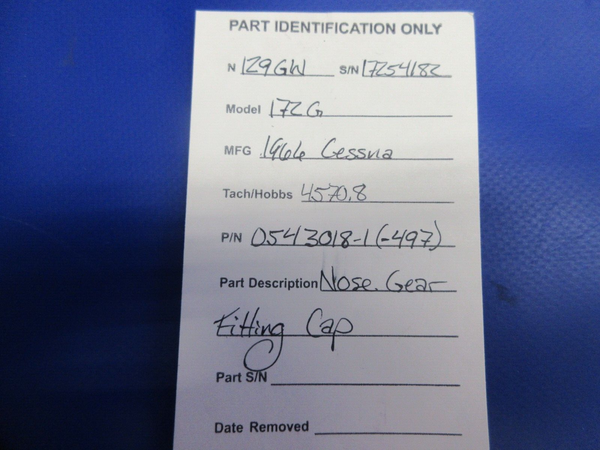 PART IDENTIFICATION ONLY
N 129GW S/N 17254182
Model 172G
MFG 1966 Cessna
Tach/Hobbs 4570.8
P/N 0543018-1 (-497)
Part Description Nose. Gear
Fitting Cap
Part S/N
Date Removed